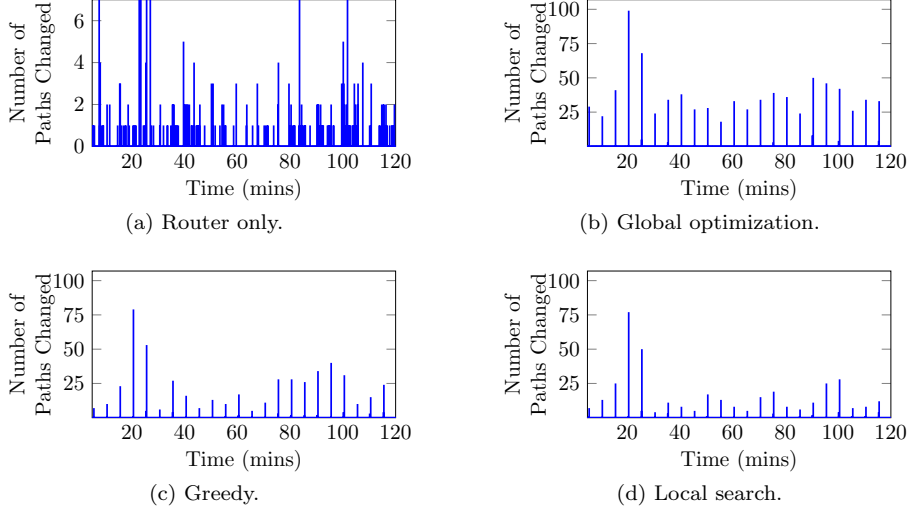 Number of
Paths Changed
6
4
2
0
20 40 60 80 100 120
Time (mins)
(a) Router only.
Number of
Paths Changed
100
75
50
25
20 40 60 80 100 120
Time (mins)
(b) Global optimization.
Number of
Paths Changed
100
75
50
25
20 40 60 80 100 120
Time (mins)
(c) Greedy.
Number of
Paths Changed
100
75
50
25
20 40 60 80 100 120
Time (mins)
(d) Local search.